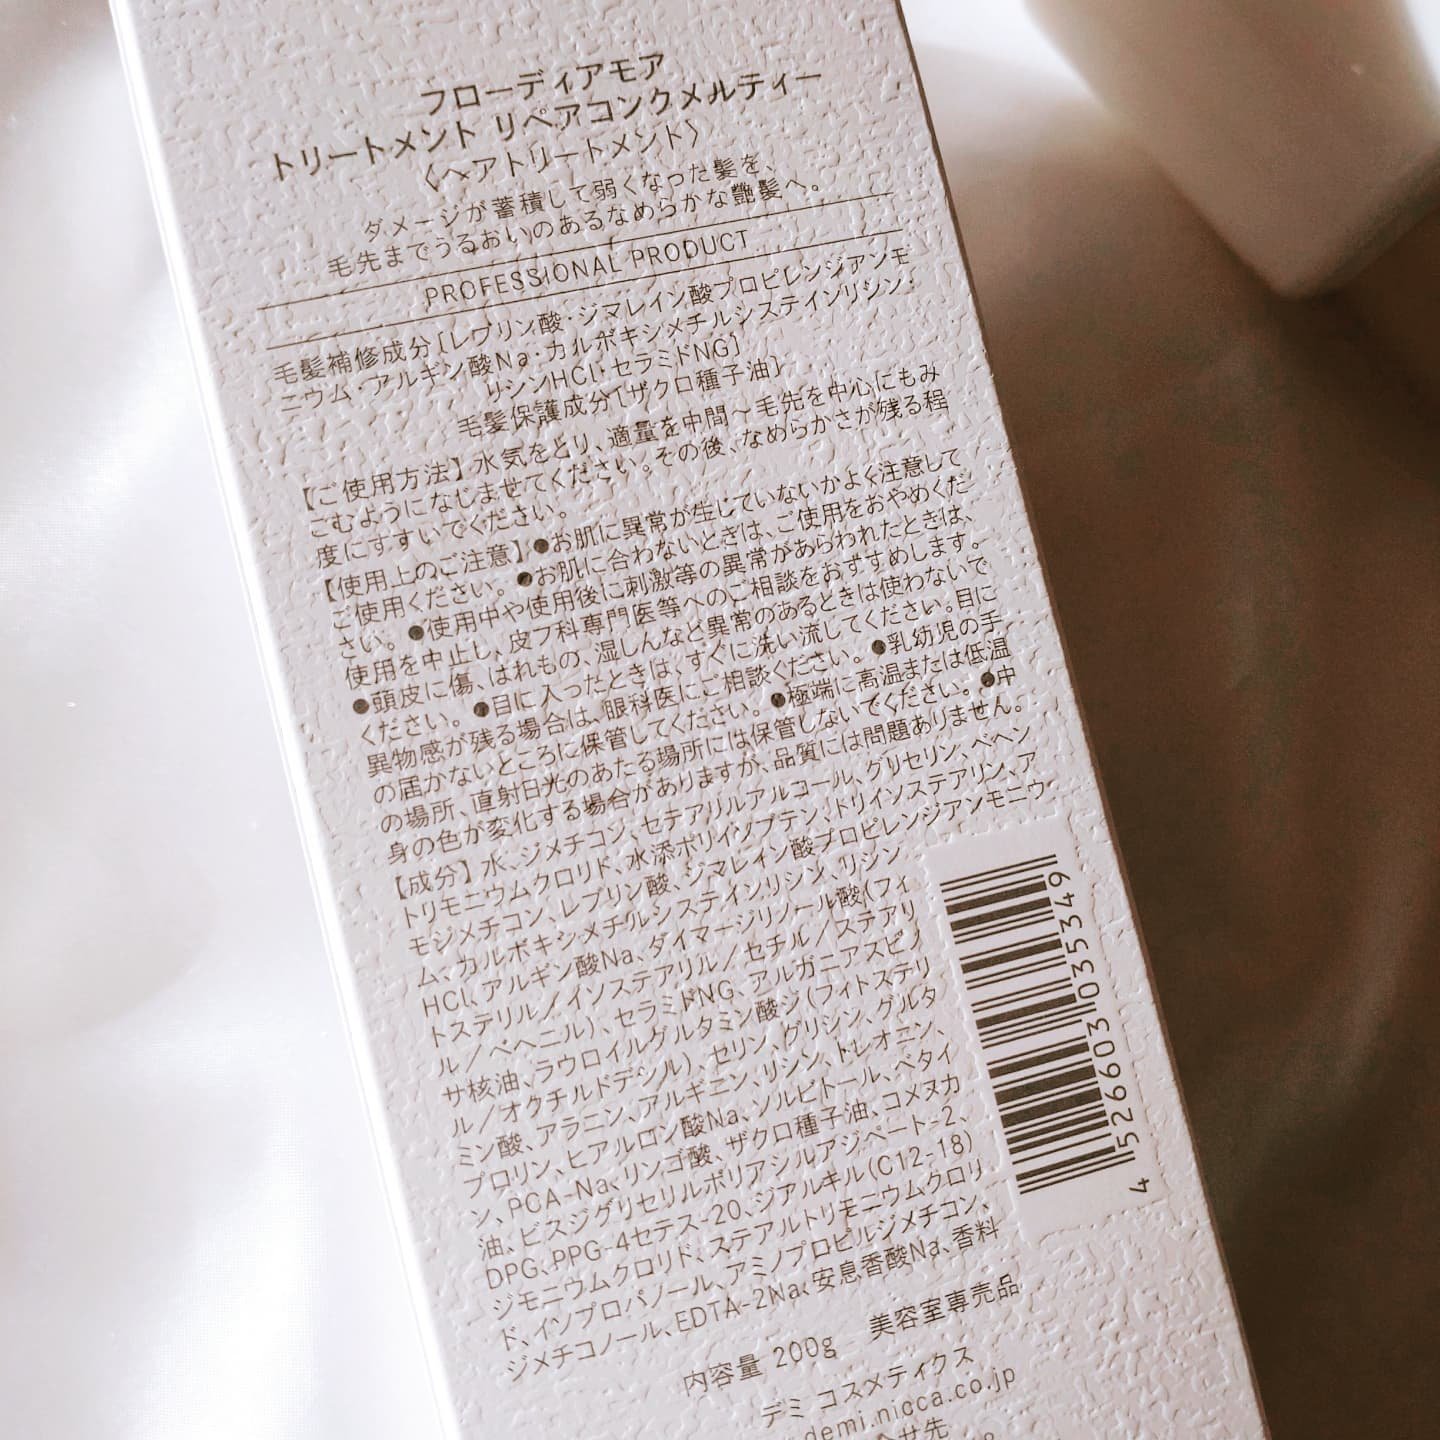 フローディアモア
トリートメント リペアコンクメルティー
〈ヘアトリートメント〉
ダメージが蓄積して弱くなった髪を、
毛先までうるおいのあるなめらかな艶髪へ。
PROFESSIONAL PRODUCT
毛髪補修成分［レブリン酸・ジマレイン酸プロピレンジアンモ
ニウム・アルギン酸Na・カルボキシメチルシステインリシン・
リシンHCl・セラミドNG］
毛髪保護成分［ザクロ種子油］
【ご使用方法】水気をとり、適量を中間〜毛先を中心にもみ
こむようになじませてください。その後、なめらかさが残る程
度にすすいでください。
【使用上のご注意】●お肌に異常が生じていないかよく注意して
ご使用ください。●お肌に合わないときは、ご使用をおやめくだ
さい。●使用中や使用後に刺激等の異常があらわれたときは、
使用を中止し、皮フ科専門医等へのご相談をおすすめします。
●頭皮に傷、はれもの、湿しんなど異常のあるときは使わないで
ください。●目に入ったときは、すぐに洗い流してください。目に
異物感が残る場合は、眼科医にご相談ください。●乳幼児の手
の届かないところに保管してください。●極端に高温または低温
の場所、直射日光のあたる場所には保管しないでください。●中
身の色が変化する場合がありますが、品質には問題ありません。
【成分】水、ジメチコン、セテアリルアルコール、グリセリン、ベヘン
トリモニウムクロリド、水添ポリイソブテン、トリイソステアリン、ア
モジメチコン、レブリン酸、ジマレイン酸プロピレンジアンモニウ
ム、カルボキシメチルシステインリシン、リシン
HCl、アルギン酸Na、ダイマージリノール酸（フィ
トステリル／イソステアリル／セチル／ステアリ
ル／ベヘニル）、セラミドNG、アルガニアスピノ
サ核油、ラウロイルグルタミン酸ジ（フィトステリ
ル／オクチルドデシル）、セリン、グリシン、グルタ
ミン酸、アラニン、アルギニン、リシン、トレオニン、
プロリン、ヒアルロン酸Na、ソルビトール、ベタイ
ン、PCA-Na、リンゴ酸、ザクロ種子油、コメヌカ
油、ビスジグリセリルポリアシルアジペート-2、
DPG、PPG-4セテス-20、ジアルキル（C12-18）
ジモニウムクロリド、ステアルトリモニウムクロリ
ド、イソプロパノール、アミノプロピルジメチコン、
ジメチコノール、EDTA-2Na、安息香酸Na、香料
内容量 200g 美容室専売品
デミ コスメティクス
demi.nicca.co.jp
4 526603 035349